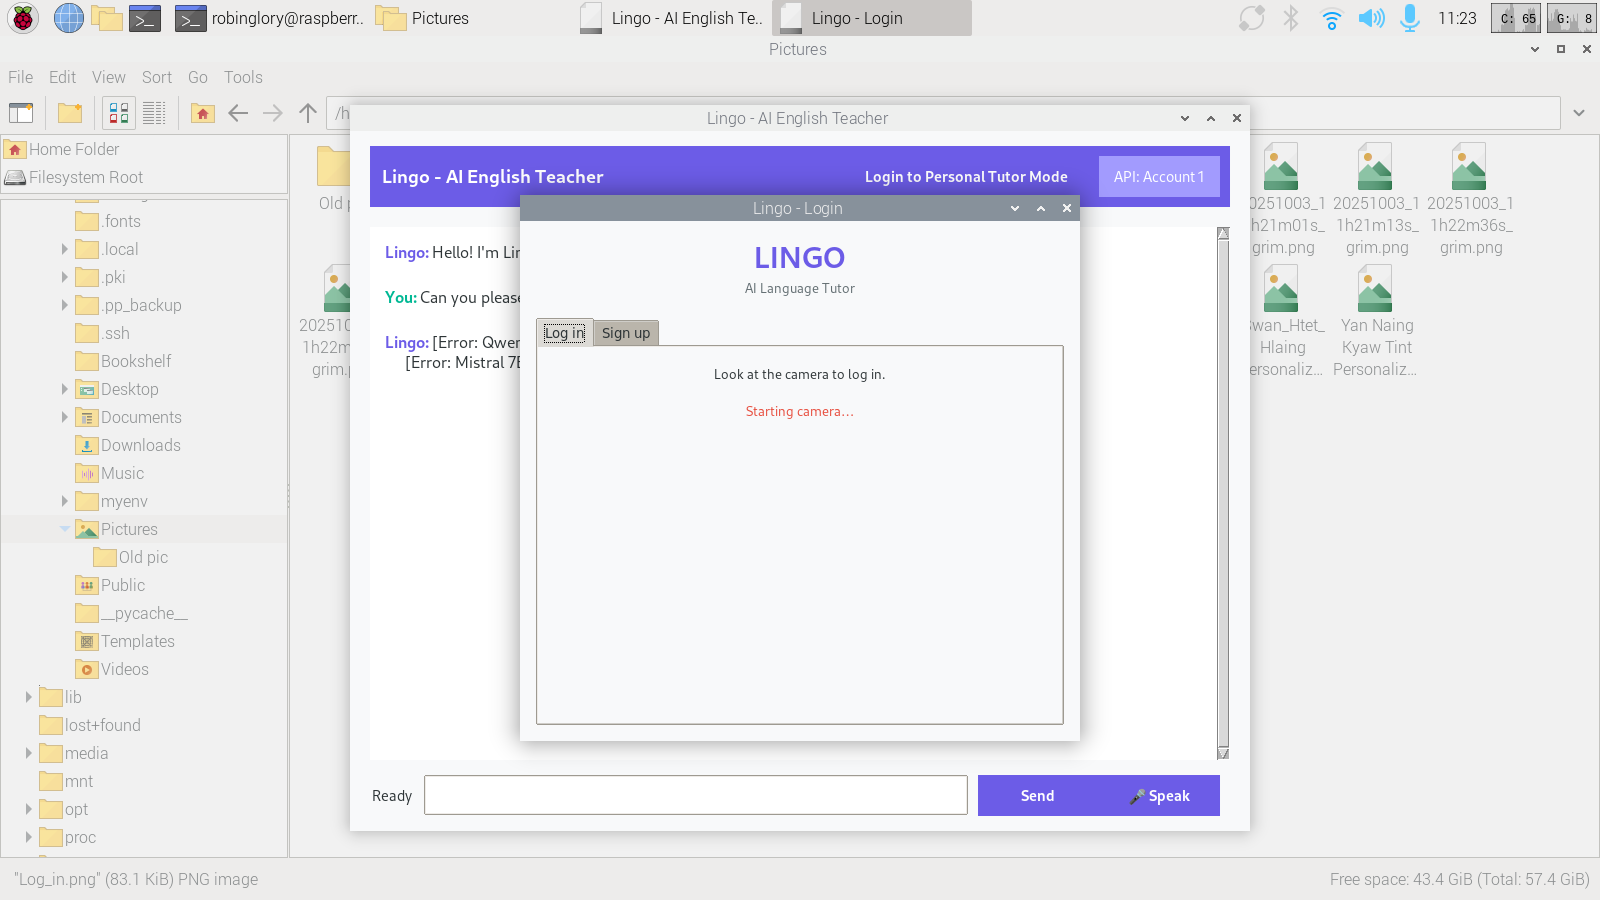 robinglory@raspberr..
Pictures
Lingo - AI English Te..
Lingo - Login
11:23
C: 65
G: 8
Pictures
File Edit View Sort Go Tools
/h
Home Folder
Filesystem Root
.fonts
.local
.pki
.pp_backup
.ssh
Bookshelf
Desktop
Documents
Downloads
Music
myenv
Pictures
Old pic
Public
__pycache__
Templates
Videos
lib
lost+found
media
mnt
opt
proc
Old
20251003_1
1h21m01s_
grim.png
20251003_1
1h21m13s_
grim.png
20251003_1
1h22m36s_
grim.png
20251
1h22m
grim.p
Swan_Htet_
Hlaing
Personaliz...
Yan Naing
Kyaw Tint
Personaliz...
Lingo - AI English Teacher
Lingo - AI English Teacher
Login to Personal Tutor Mode
API: Account 1
Lingo: Hello! I'm Lin
You: Can you please
Lingo: [Error: Qwen
[Error: Mistral 7B
Lingo - Login
LINGO
AI Language Tutor
Log in
Sign up
Look at the camera to log in.
Starting camera...
Ready
Send
Speak
"Log_in.png" (83.1 KiB) PNG image
Free space: 43.4 GiB (Total: 57.4 GiB)